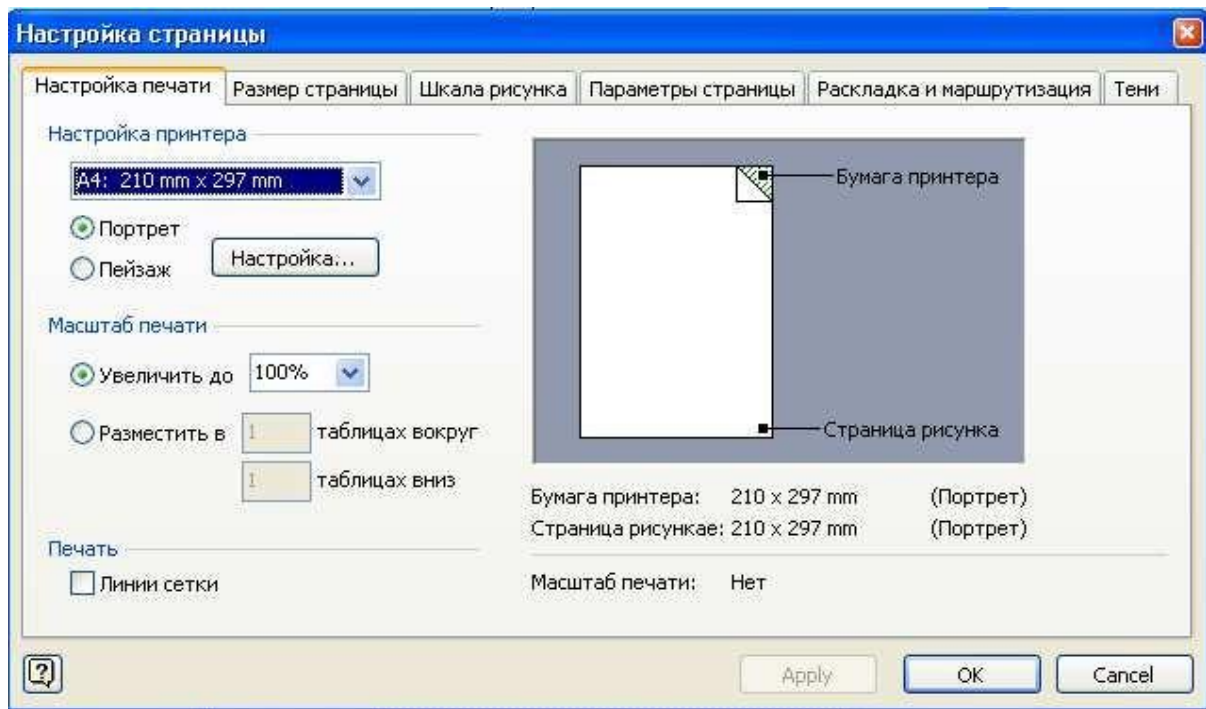 Настройка страницы
Настройка печати Размер страницы Шкала рисунка Параметры страницы Раскладка и маршрутизация Тени
Настройка принтера
A4: 210 mm x 297 mm
Портрет
Пейзаж
Настройка...
Масштаб печати
Увеличить до 100%
Разместить в 1 таблицах вокруг
1 таблицах вниз
Печать
Линии сетки
Бумага принтера
Страница рисунка
Бумага принтера: 210 x 297 mm (Портрет)
Страница рисункае: 210 x 297 mm (Портрет)
Масштаб печати: Нет
Apply OK Cancel